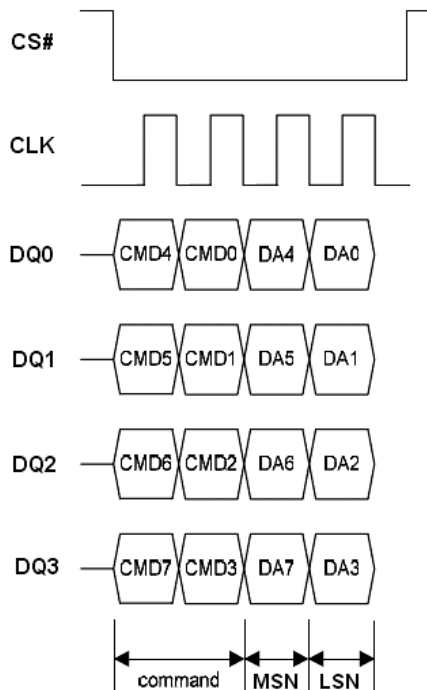 CS#
CLK
DQ0 CMD4 CMD0 DA4 DA0
DQ1 CMD5 CMD1 DA5 DA1
DQ2 CMD6 CMD2 DA6 DA2
DQ3 CMD7 CMD3 DA7 DA3
command MSN LSN